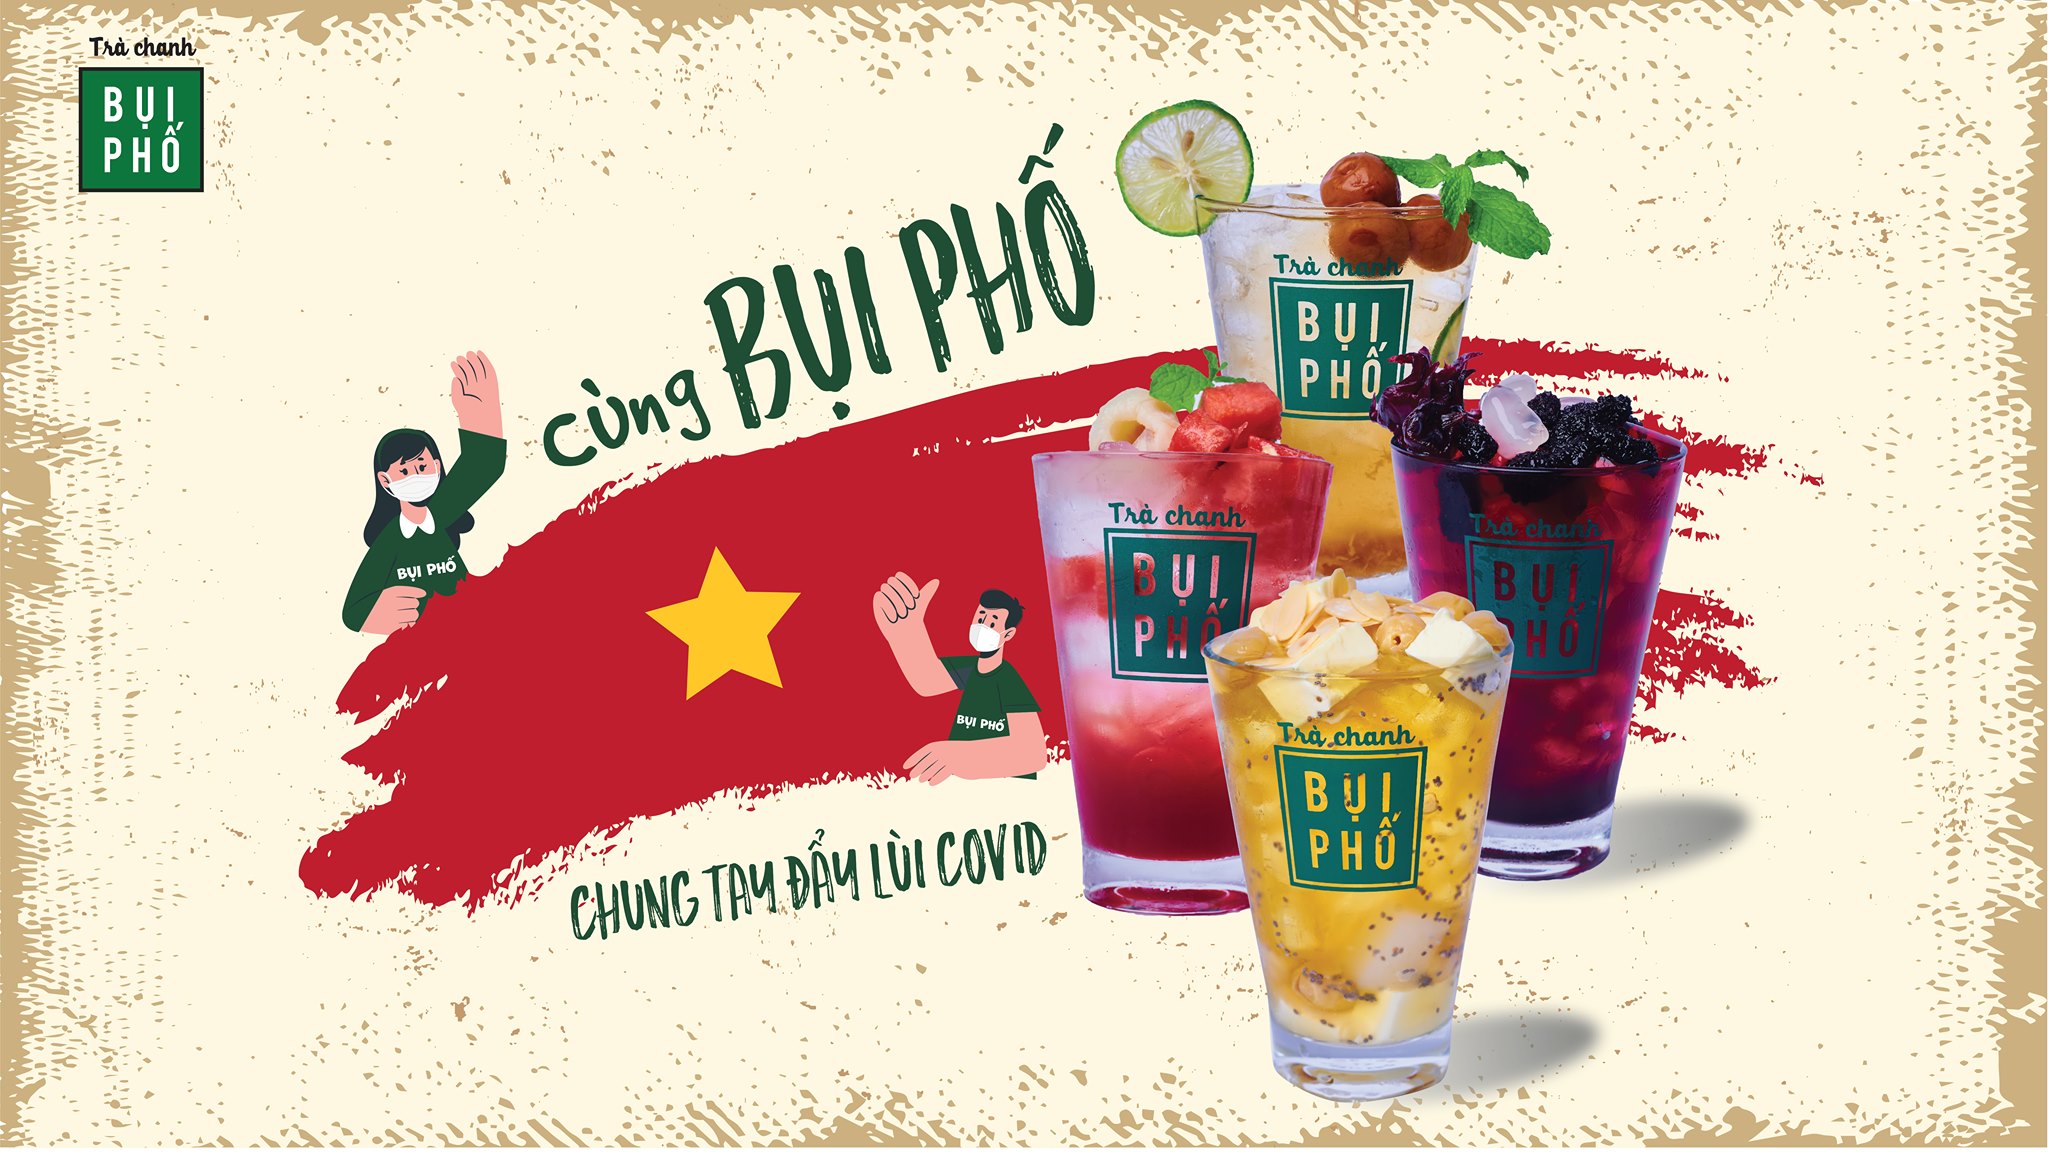 Trà chanh
BỤI
PHỐ
cùng BỤI PHỐ
BỤI PHỐ
BỤI PHỐ
CHUNG TAY ĐẨY LÙI COVID
Trà chanh
BỤI
PHỐ
Trà chanh
BỤI
PHỐ
Trà chanh
BỤI
PHỐ
Trà chanh
BỤI
PHỐ